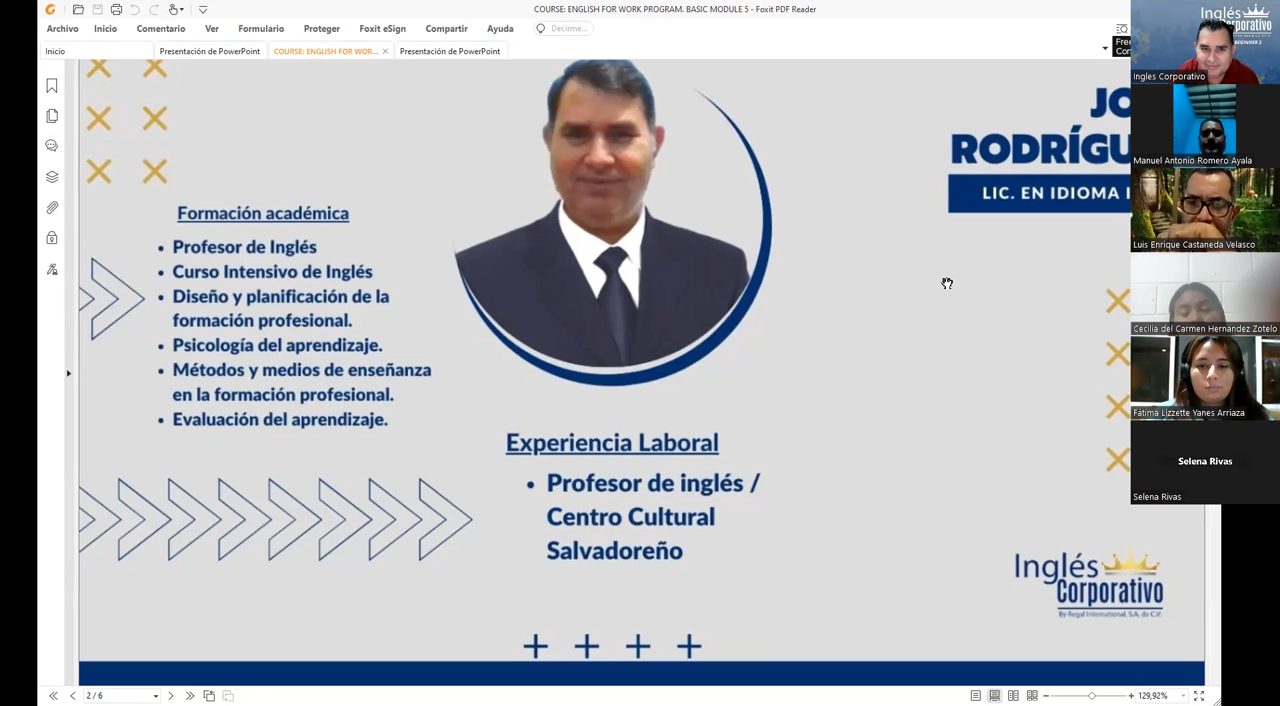 COURSE: ENGLISH FOR WORK PROGRAM. BASIC MODULE 5 - Foxit PDF Reader
Archivo Inicio Comentario Ver Formulario Proteger Foxit eSign Compartir Ayuda Decirme...
Inicio Presentación de PowerPoint COURSE: ENGLISH FOR WOR... Presentación de PowerPoint
Formación académica
Profesor de Inglés
Curso Intensivo de Inglés
Diseño y planificación de la
formación profesional.
Psicología del aprendizaje.
Métodos y medios de enseñanza
en la formación profesional.
Evaluación del aprendizaje.
Experiencia Laboral
Profesor de inglés /
Centro Cultural
Salvadoreño
JO
RODRÍGU
LIC. EN IDIOMA
Inglés
Corporativo
By Regal International, S.A. de C.V.
Inglés
Corporativo
BEGINNER 2
Ingles Corporativo
Manuel Antonio Romero Ayala
Luis Enrique Castaneda Velasco
Cecilia del Carmen Hernandez Zotelo
Fátima Lizzette Yanes Arriaza
Selena Rivas
Selena Rivas
2 / 6
129,92%